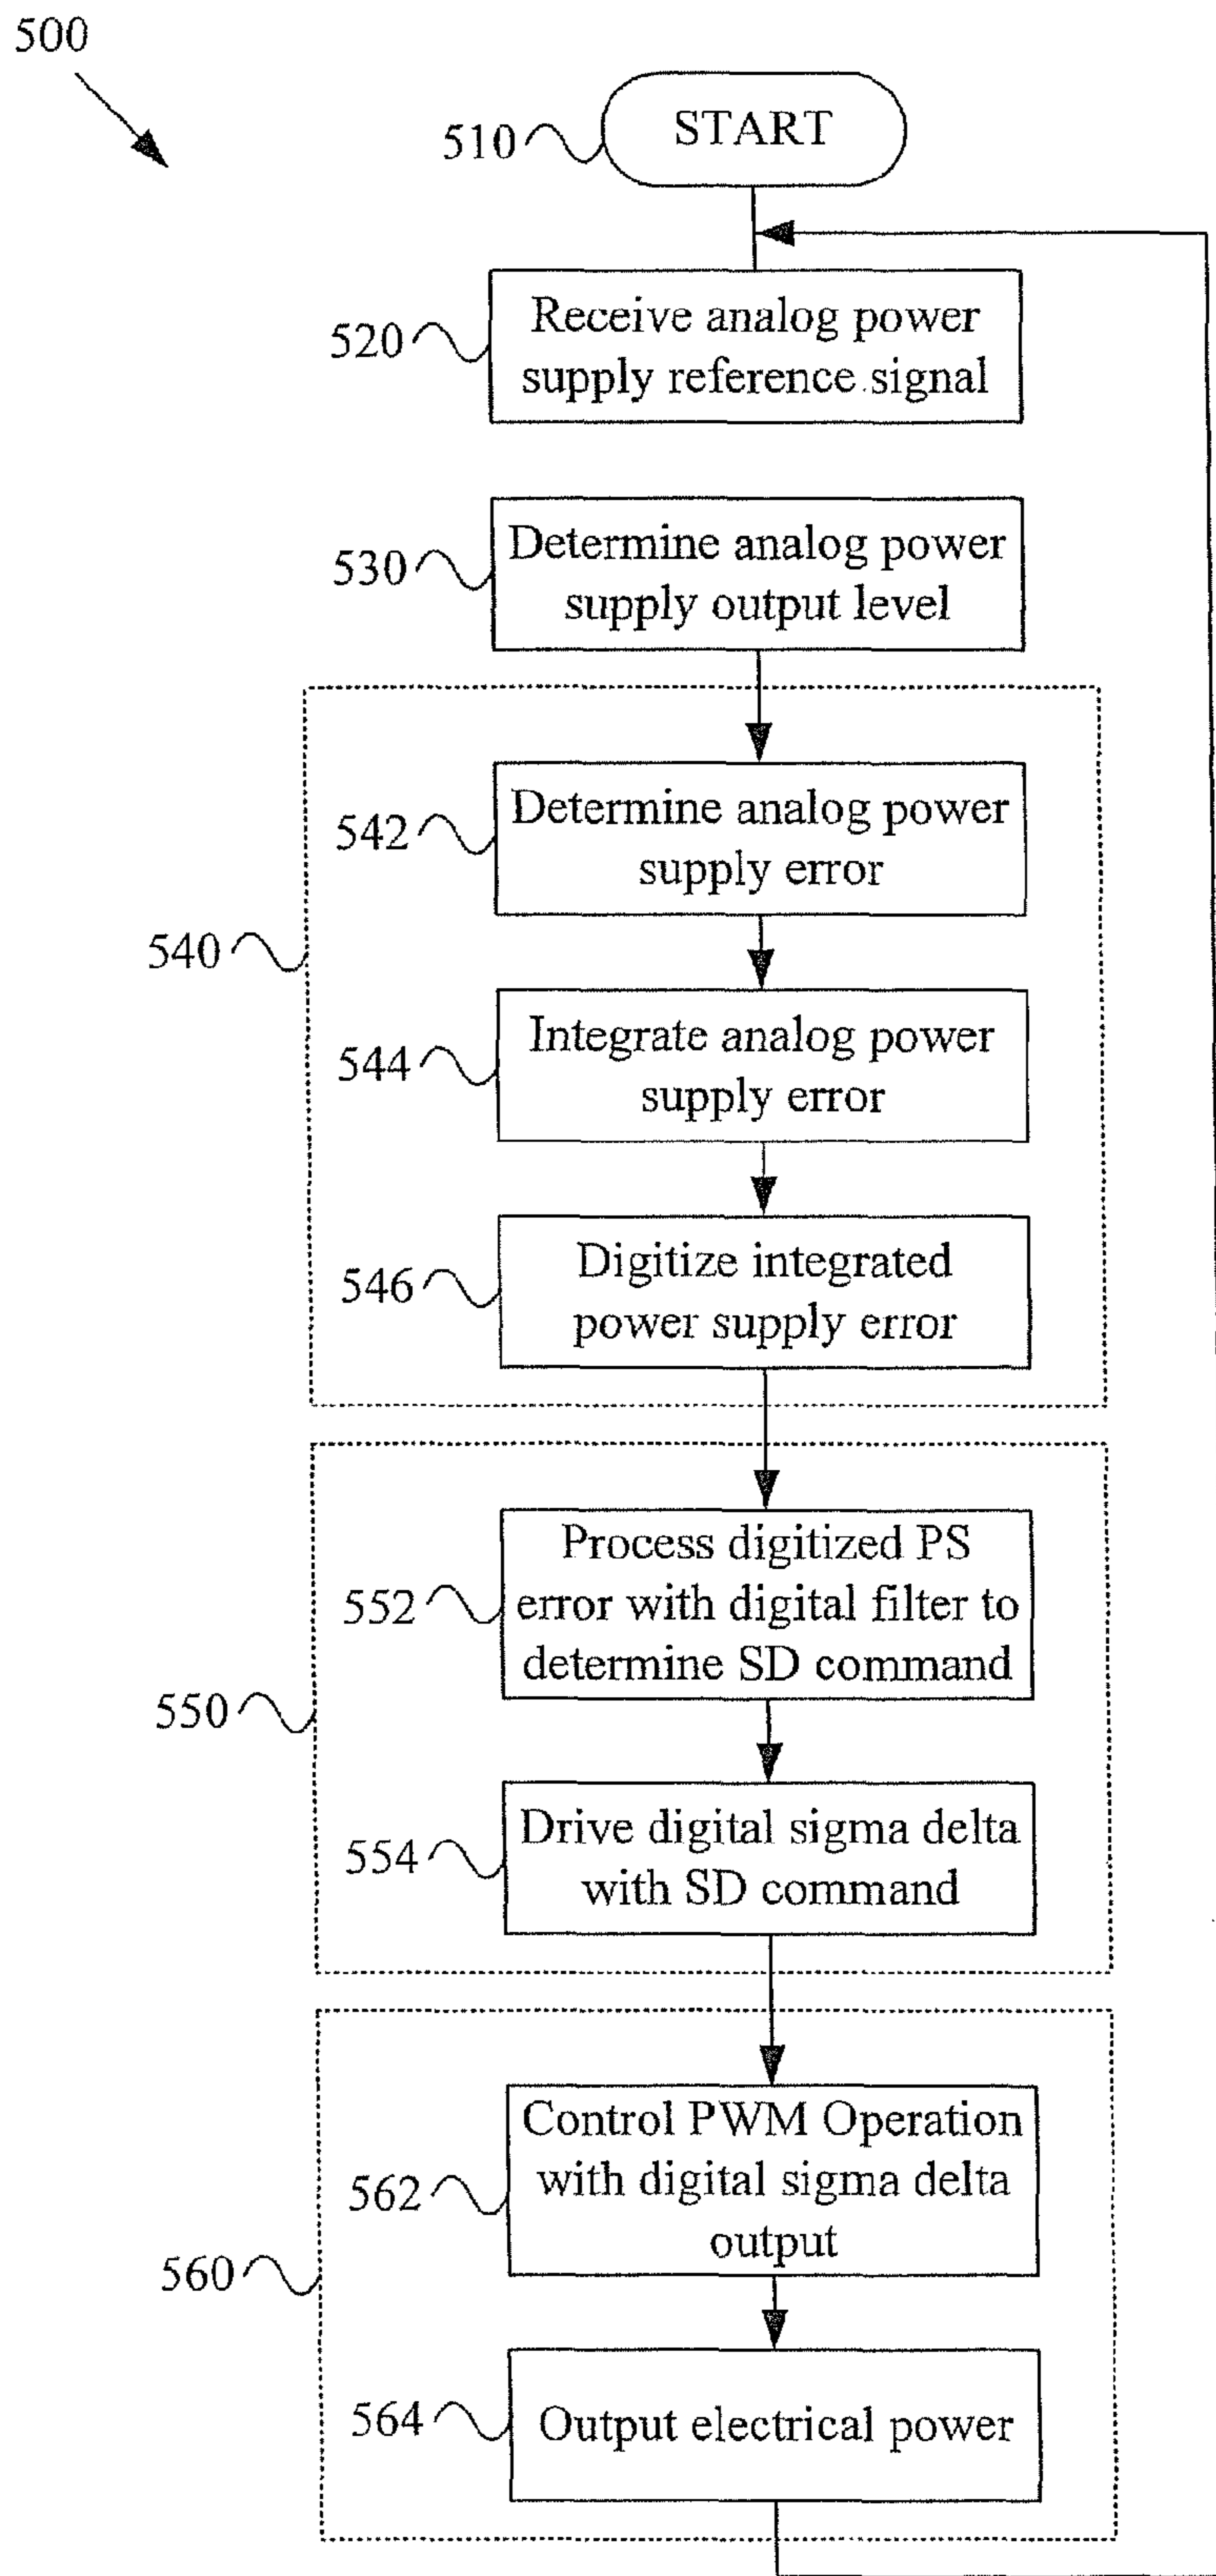 500
510
START
520
Receive analog power
supply reference signal
530
Determine analog power
supply output level
540
542
Determine analog power
supply error
544
Integrate analog power
supply error
546
Digitize integrated
power supply error
550
552
Process digitized PS
error with digital filter to
determine SD command
554
Drive digital sigma delta
with SD command
560
562
Control PWM Operation
with digital sigma delta
output
564
Output electrical power